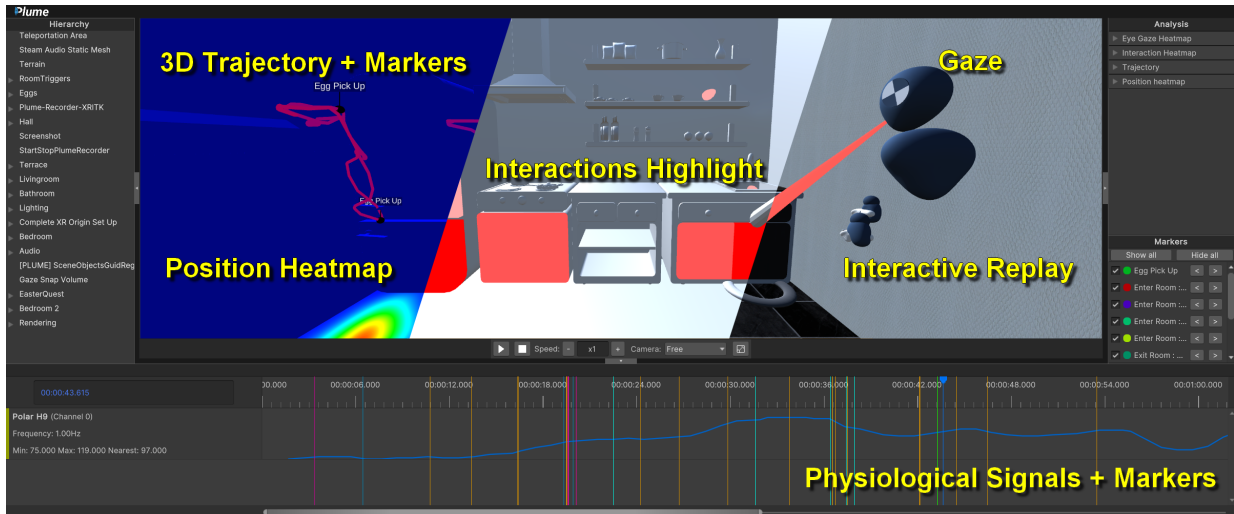 Plume
Hierarchy
Teleportation Area
Steam Audio Static Mesh
Terrain
RoomTriggers
Eggs
Plume-Recorder-XRITK
Hall
Screenshot
StartStopPlumeRecorder
Terrace
Livingroom
Bathroom
Lighting
Complete XR Origin Set Up
Bedroom
Audio
[PLUME] SceneObjectsGuidReg
Gaze Snap Volume
EasterQuest
Bedroom 2
Rendering
3D Trajectory + Markers
Egg Pick Up
Egg Pick Up
Position Heatmap
Interactions Highlight
Gaze
Interactive Replay
Speed: - x1 + Camera: Free
Analysis
Eye Gaze Heatmap
Interaction Heatmap
Trajectory
Position heatmap
Markers
Show all Hide all
Egg Pick Up < >
Enter Room :... < >
Enter Room :... < >
Enter Room :... < >
Enter Room :... < >
Exit Room : ... < >
00:00:43.615
00.000 00:00:06.000 00:00:12.000 00:00:18.000 00:00:24.000 00:00:30.000 00:00:36.000 00:00:42.000 00:00:48.000 00:00:54.000 00:01:00.000
Polar H9 (Channel 0)
Frequency: 1.00Hz
Min: 75.000 Max: 119.000 Nearest: 97.000
Physiological Signals + Markers